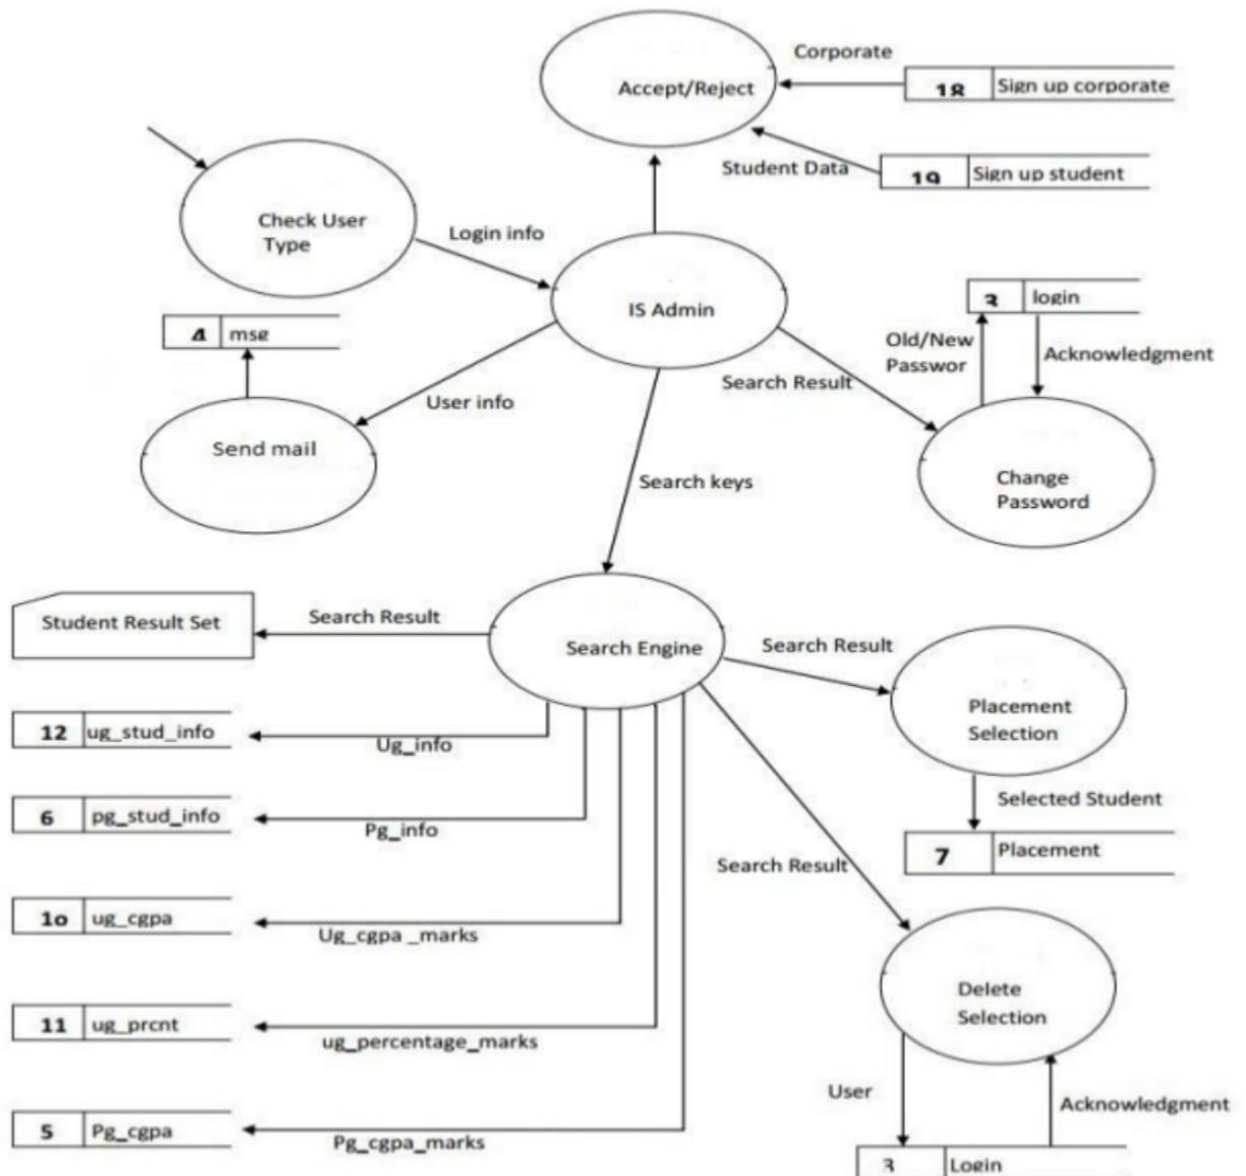 Corporate
Accept/Reject
18 Sign up corporate
Student Data
19 Sign up student
Check User
Type
Login info
IS Admin
3 login
4 msg
Old/New
Passwor
Acknowledgment
User info
Search Result
Send mail
Search keys
Change
Password
Student Result Set
Search Result
Search Engine
Search Result
Placement
Selection
12 ug_stud_info
Ug_info
Selected Student
6 pg_stud_info
Pg_info
7 Placement
Search Result
1o ug_cgpa
Ug_cgpa _marks
Delete
Selection
11 ug_prcnt
ug_percentage_marks
User
Acknowledgment
5 Pg_cgpa
Pg_cgpa_marks
3 Login